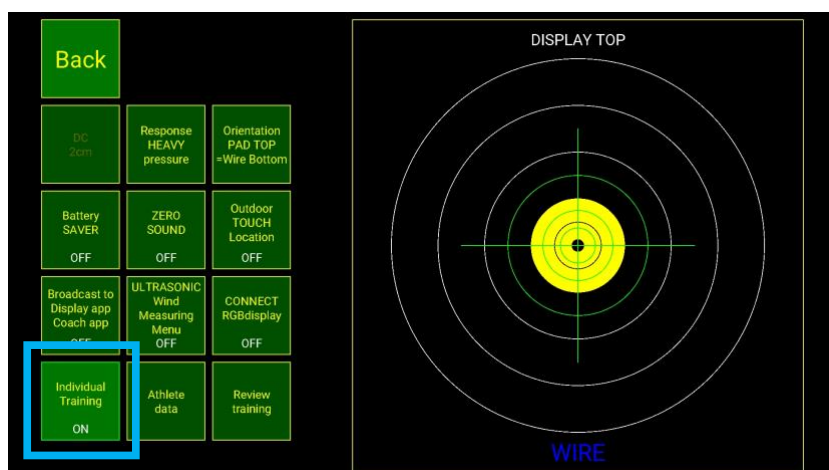 Back
DISPLAY TOP
DC
2cm
Response
HEAVY
pressure
Orientation
PAD TOP
=Wire Bottom
Battery
SAVER
OFF
ZERO
SOUND
OFF
Outdoor
TOUCH
Location
OFF
Broadcast to
Display app
Coach app
OFF
ULTRASONIC
Wind
Measuring
Menu
OFF
CONNECT
RGBdisplay
OFF
Individual
Training
ON
Athlete
data
Review
training
WIRE